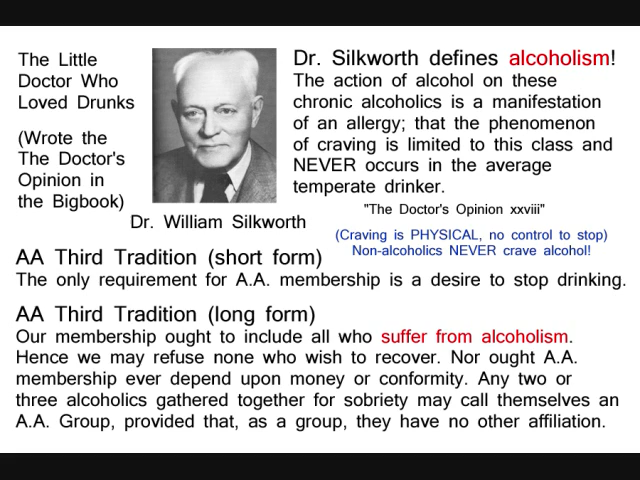 The Little
Doctor Who
Loved Drunks
(Wrote the
The Doctor's
Opinion in
the Bigbook)
Dr. William Silkworth
Dr. Silkworth defines alcoholism!
The action of alcohol on these
chronic alcoholics is a manifestation
of an allergy; that the phenomenon
of craving is limited to this class and
NEVER occurs in the average
temperate drinker.
"The Doctor's Opinion xxviii"
(Craving is PHYSICAL, no control to stop)
Non-alcoholics NEVER crave alcohol!
AA Third Tradition (short form)
The only requirement for A.A. membership is a desire to stop drinking.
AA Third Tradition (long form)
Our membership ought to include all who suffer from alcoholism.
Hence we may refuse none who wish to recover. Nor ought A.A.
membership ever depend upon money or conformity. Any two or
three alcoholics gathered together for sobriety may call themselves an
A.A. Group, provided that, as a group, they have no other affiliation.